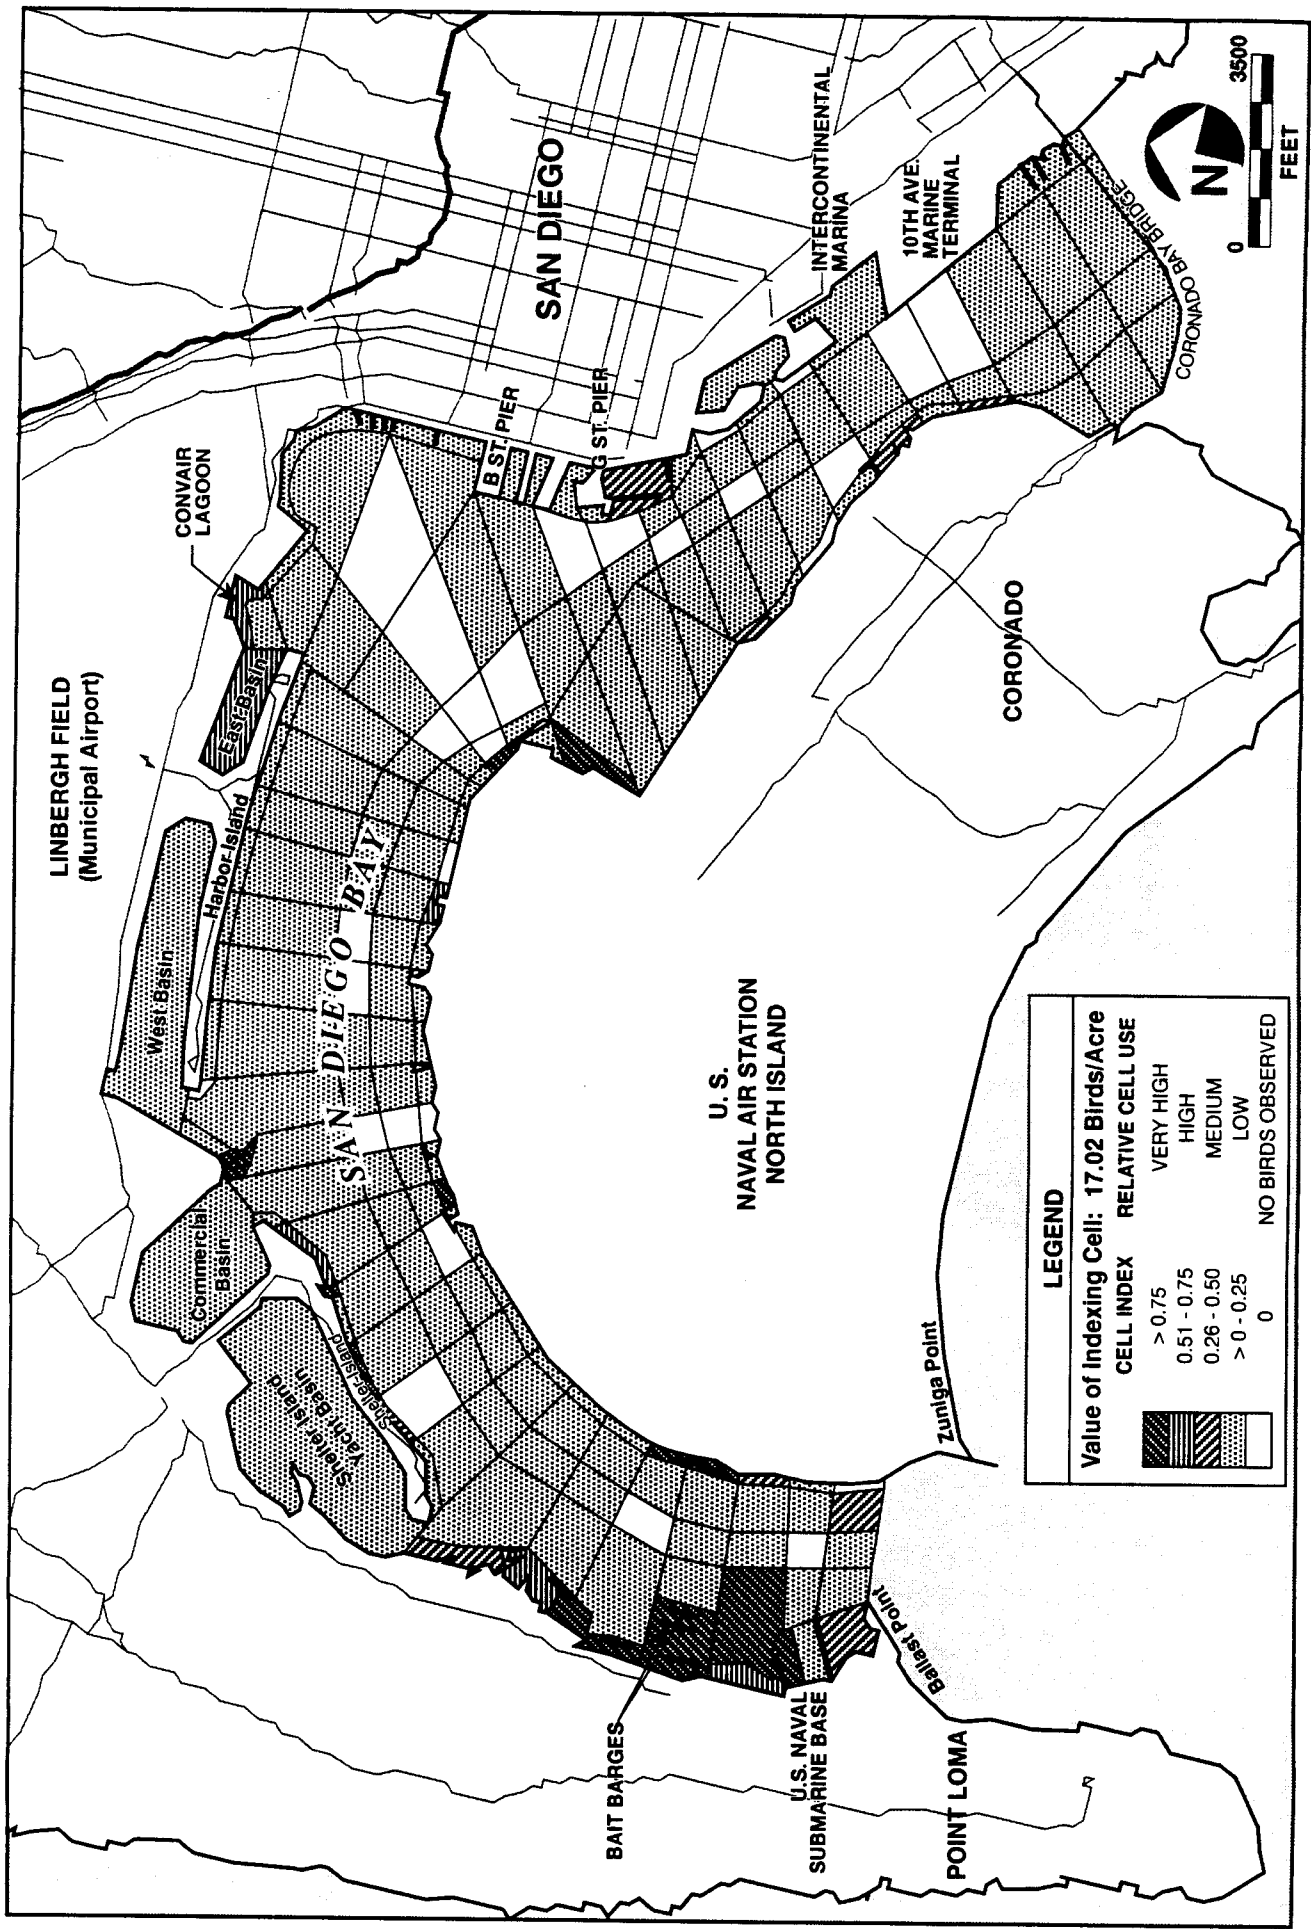 LINBERGH FIELD
(Municipal Airport)
CONVAIR
LAGOON
SAN DIEGO
B ST. PIER
G ST. PIER
INTERCONTINENTAL
MARINA
10TH AVE.
MARINE
TERMINAL
CORONADO BAY BRIDGE
CORONADO
East Basin
Harbor Island
West Basin
SAN DIEGO BAY
Commercial
Basin
Shelter Island
Yacht Basin
Shelter Island
U. S.
NAVAL AIR STATION
NORTH ISLAND
Zuniga Point
Ballast Point
BAIT BARGES
U.S. NAVAL
SUBMARINE BASE
POINT LOMA
N
0 3500
FEET
LEGEND
Value of Indexing Cell: 17.02 Birds/Acre
CELL INDEX RELATIVE CELL USE
> 0.75 VERY HIGH
0.51 - 0.75 HIGH
0.26 - 0.50 MEDIUM
> 0 - 0.25 LOW
0 NO BIRDS OBSERVED